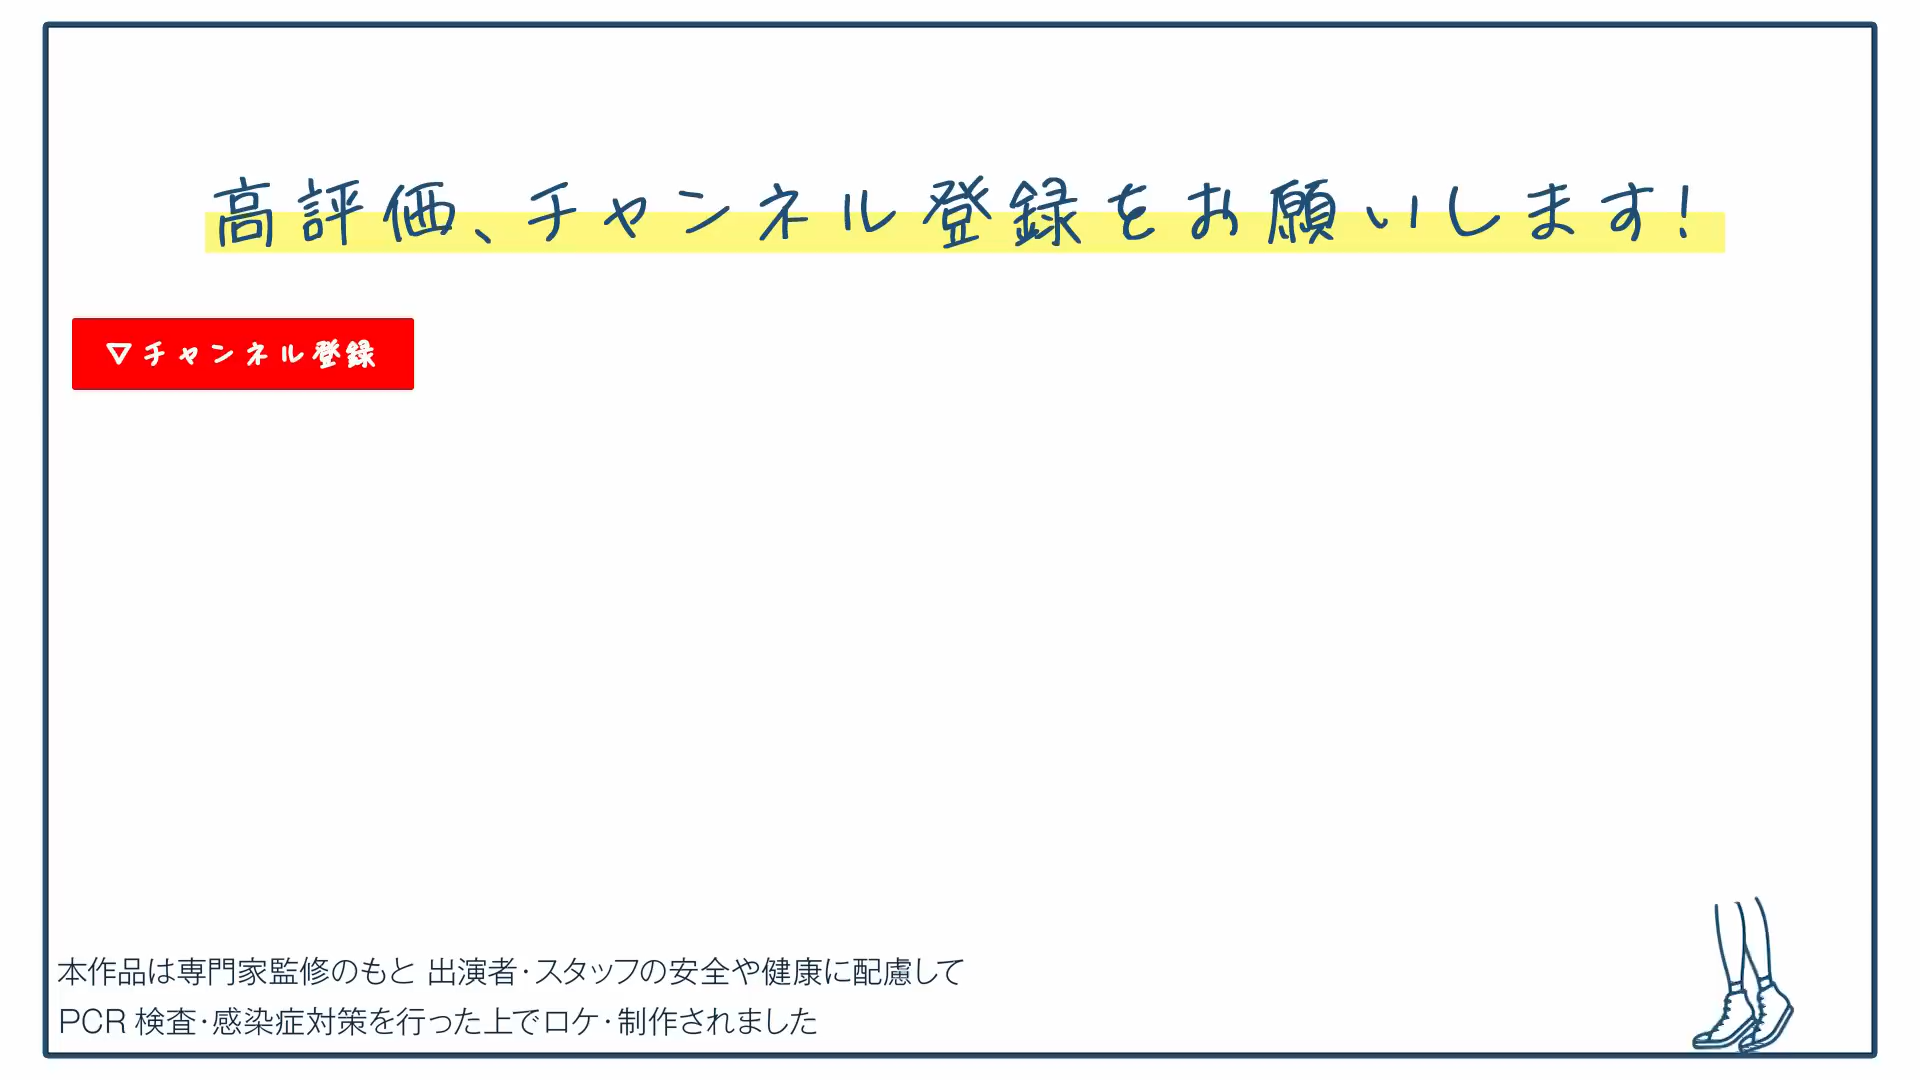 高評価、チャンネル登録をお願いします!
▽チャンネル登録
本作品は専門家監修のもと 出演者・スタッフの安全や健康に配慮して
PCR 検査・感染症対策を行った上でロケ・制作されました